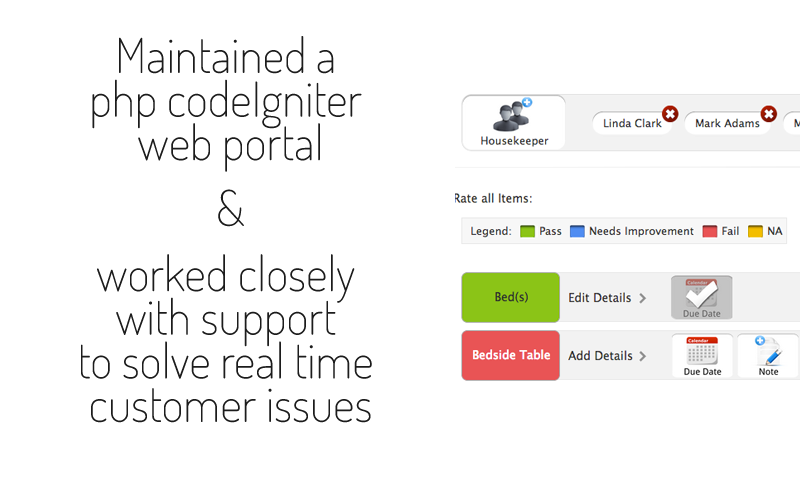 Maintained a
php codeIgniter
web portal
&
worked closely
with support
to solve real time
customer issues
Housekeeper
Linda Clark
Mark Adams
M
Rate all Items:
Legend: Pass Needs Improvement Fail NA
Bed(s) Edit Details
Calendar
Due Date
Bedside Table Add Details
Calendar
Due Date
Note